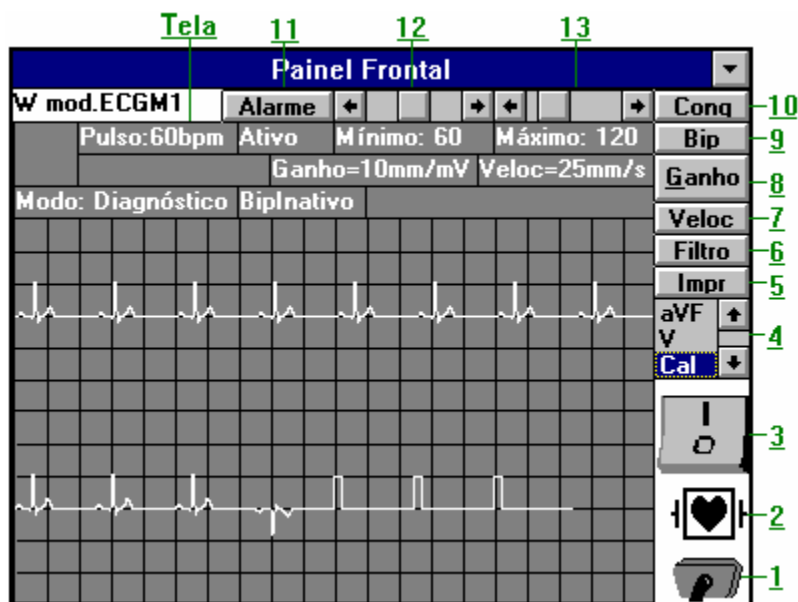 Tela 11 12 13
Painel Frontal
W mod.ECGM1 Alarme Cong 10
Pulso:60bpm Ativo Mínimo: 60 Máximo: 120 Bip 9
Ganho=10mm/mV Veloc=25mm/s Ganho 8
Modo: Diagnóstico BipInativo
Veloc 7
Filtro 6
Impr 5
aVF
V 4
Cal
3
2
1